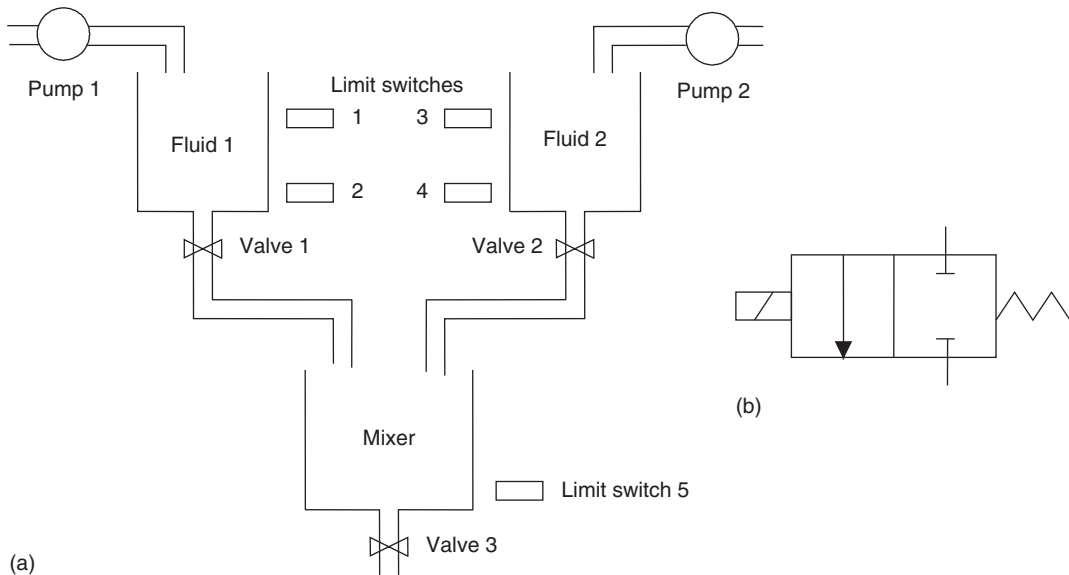 Pump 1
Limit switches
Pump 2
1
3
Fluid 1
Fluid 2
2
4
Valve 1
Valve 2
(b)
Mixer
Limit switch 5
Valve 3
(a)